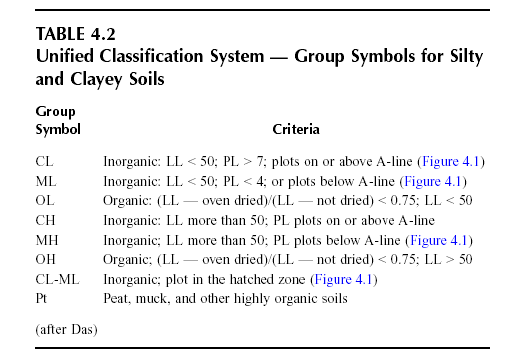 TABLE 4.2
Unified Classification System — Group Symbols for Silty
and Clayey Soils
Group
Symbol Criteria
CL Inorganic: LL < 50; PL > 7; plots on or above A-line (Figure 4.1)
ML Inorganic: LL < 50; PL < 4; or plots below A-line (Figure 4.1)
OL Organic: (LL — oven dried)/(LL — not dried) < 0.75; LL < 50
CH Inorganic: LL more than 50; PL plots on or above A-line
MH Inorganic; LL more than 50; PL plots below A-line (Figure 4.1)
OH Organic; (LL — oven dried)/(LL — not dried) < 0.75; LL > 50
CL-ML Inorganic; plot in the hatched zone (Figure 4.1)
Pt Peat, muck, and other highly organic soils
(after Das)